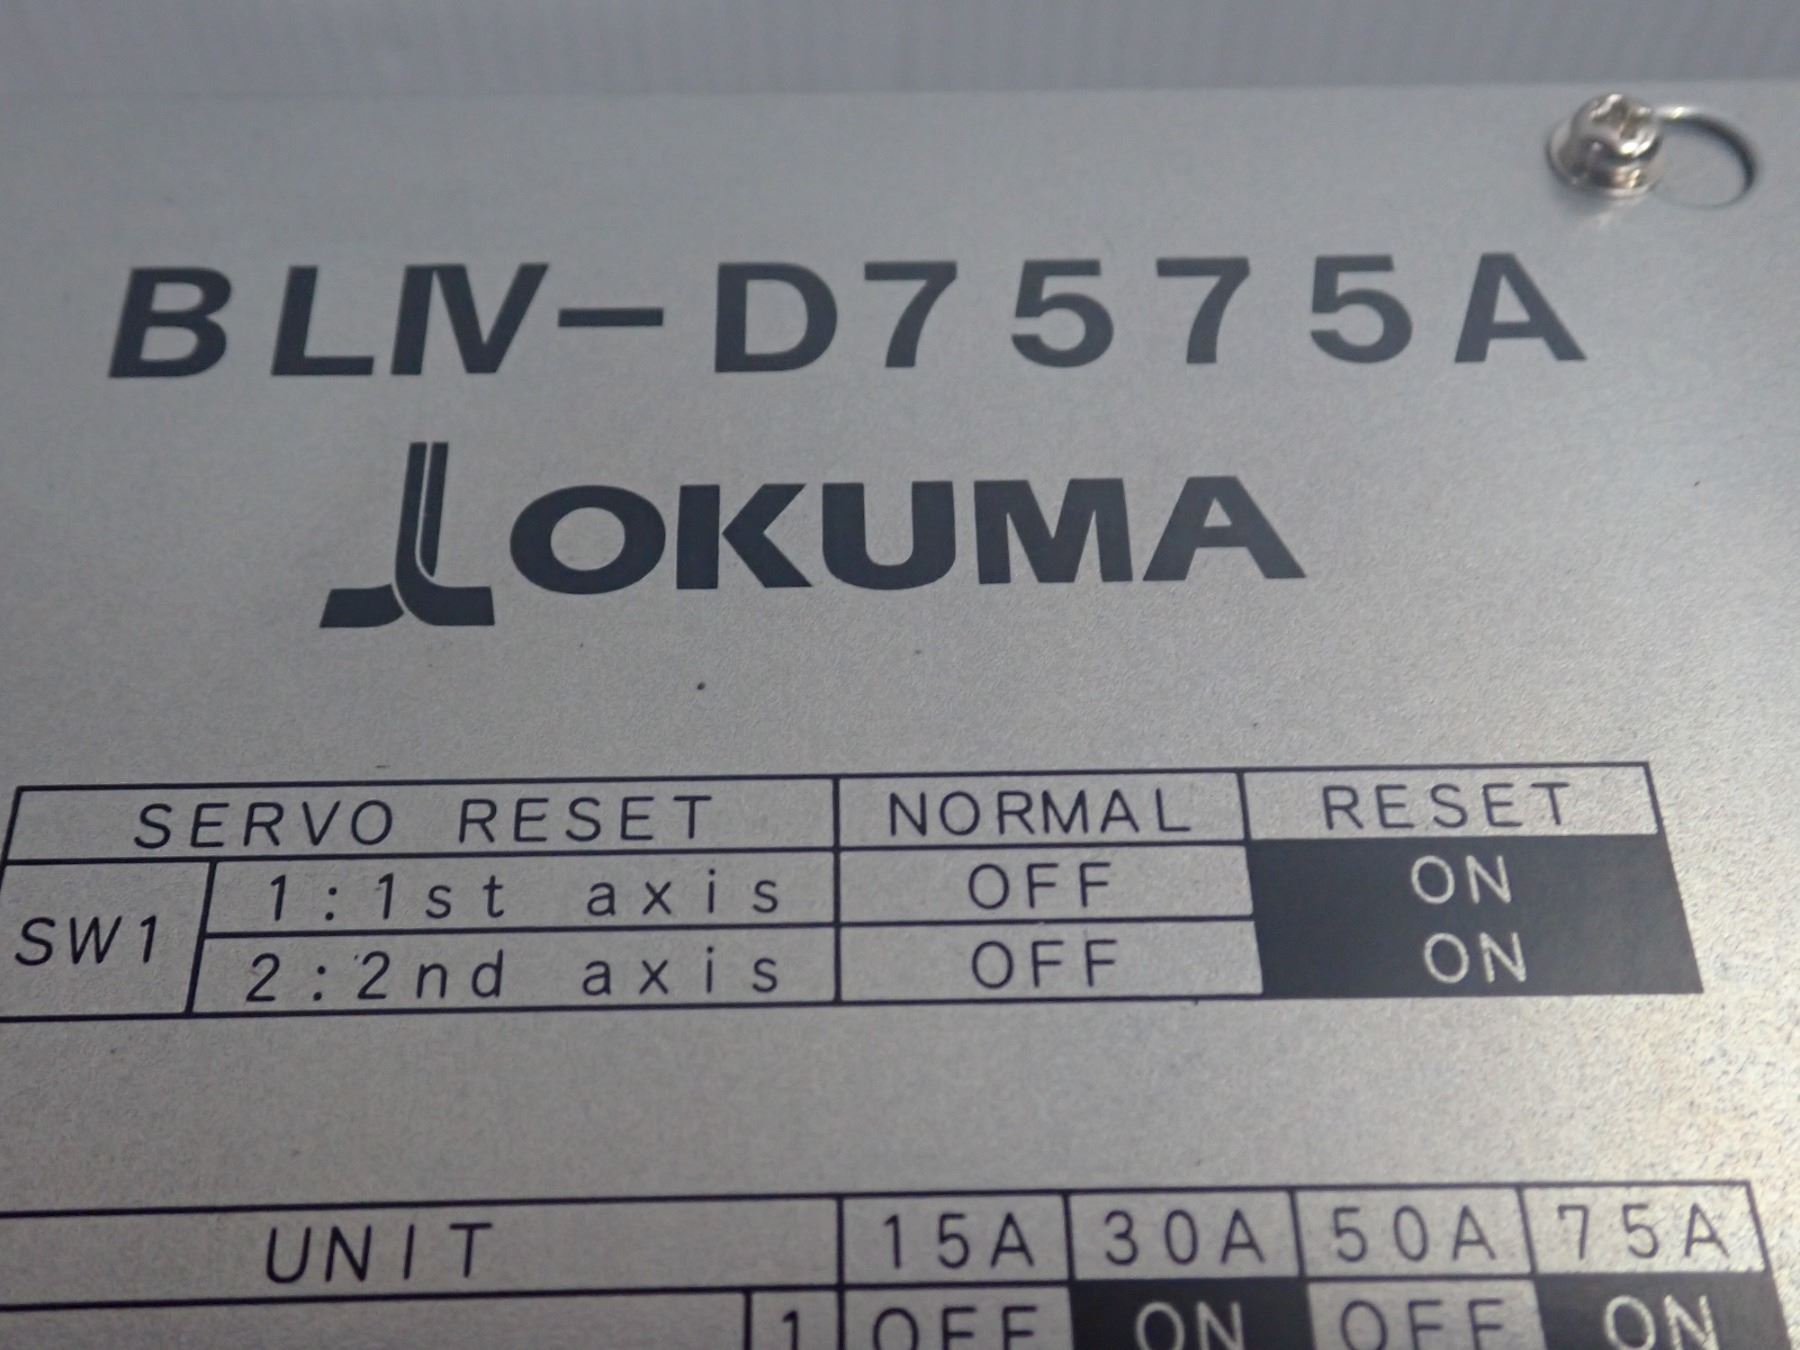 BLIV-D7575A
OKUMA
SERVO RESET NORMAL RESET
SW1 1:1st axis OFF ON
2:2nd axis OFF ON
UNIT 15A 30A 50A 75A
1 OFF ON OFF ON